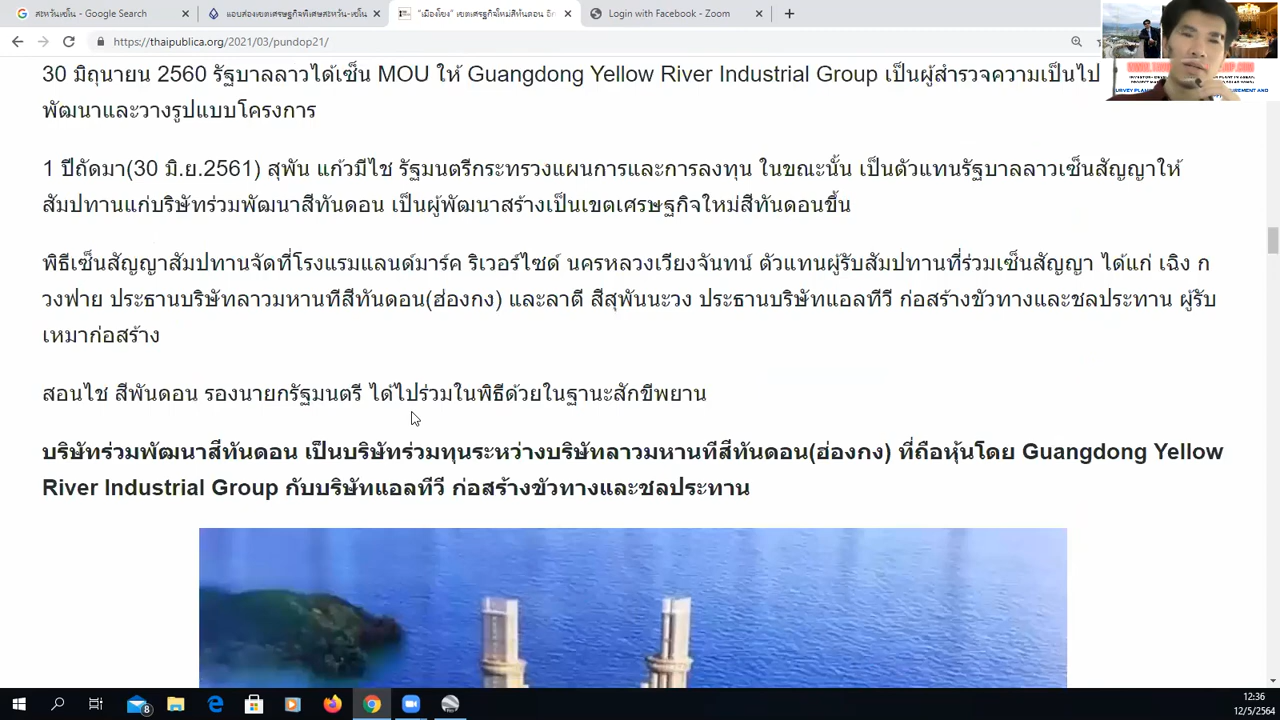 สะหวันเซโน - Google Search
แอบส่องเขตเศรษฐกิจพิเศษสะหวัน-เซโน
"เมืองโขง" เขตเศรษฐกิจใหม่สีทันดอน อีก
Login with Facebook - Zoom
https://thaipublica.org/2021/03/pundop21/
30 มิถุนายน 2560 รัฐบาลลาวได้เซ็น MOU ให้ Guangdong Yellow River Industrial Group เป็นผู้สำรวจความเป็นไป
พัฒนาและวางรูปแบบโครงการ
1 ปีถัดมา(30 มิ.ย.2561) สุพัน แก้วมีไช รัฐมนตรีกระทรวงแผนการและการลงทุน ในขณะนั้น เป็นตัวแทนรัฐบาลลาวเซ็นสัญญาให้
สัมปทานแก่บริษัทร่วมพัฒนาสีทันดอน เป็นผู้พัฒนาสร้างเป็นเขตเศรษฐกิจใหม่สีทันดอนขึ้น
พิธีเซ็นสัญญาสัมปทานจัดที่โรงแรมแลนด์มาร์ค ริเวอร์ไซด์ นครหลวงเวียงจันทน์ ตัวแทนผู้รับสัมปทานที่ร่วมเซ็นสัญญา ได้แก่ เฉิง ก
วงฟาย ประธานบริษัทลาวมหานทีสีทันดอน(ฮ่องกง) และลาตี สีสุพันนะวง ประธานบริษัทแอลทีวี ก่อสร้างขัวทางและชลประทาน ผู้รับ
เหมาก่อสร้าง
สอนไช สีพันดอน รองนายกรัฐมนตรี ได้ไปร่วมในพิธีด้วยในฐานะสักขีพยาน
บริษัทร่วมพัฒนาสีทันดอน เป็นบริษัทร่วมทุนระหว่างบริษัทลาวมหานทีสีทันดอน(ฮ่องกง) ที่ถือหุ้นโดย Guangdong Yellow
River Industrial Group กับบริษัทแอลทีวี ก่อสร้างขัวทางและชลประทาน
8
12:36
12/5/2564